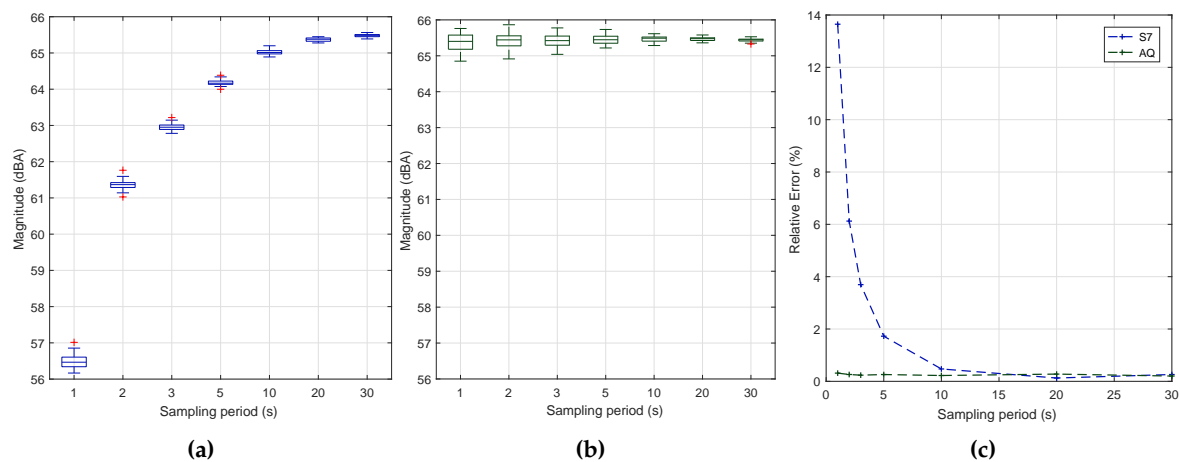 66
65
64
63
62
61
60
59
58
57
56
Magnitude (dBA)
1 2 3 5 10 20 30
Sampling period (s)
(a)
66
65
64
63
62
61
60
59
58
57
56
Magnitude (dBA)
1 2 3 5 10 20 30
Sampling period (s)
(b)
14
12
10
8
6
4
2
0
Relative Error (%)
S7
AQ
0 5 10 15 20 25 30
Sampling period (s)
(c)